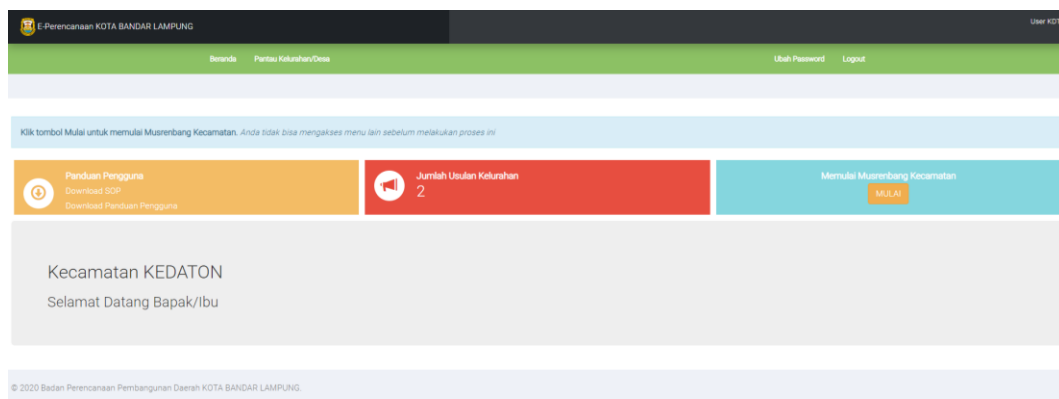 E-Perencanaan KOTA BANDAR LAMPUNG
User KDT
Beranda Pantau Kelurahan/Desa Ubah Password Logout
Klik tombol Mulai untuk memulai Musrenbang Kecamatan. Anda tidak bisa mengakses menu lain sebelum melakukan proses ini
Panduan Pengguna
Download SOP
Download Panduan Pengguna
Jumlah Usulan Kelurahan
2
Memulai Musrenbang Kecamatan
MULAI
Kecamatan KEDATON
Selamat Datang Bapak/Ibu
© 2020 Badan Perencanaan Pembangunan Daerah KOTA BANDAR LAMPUNG.